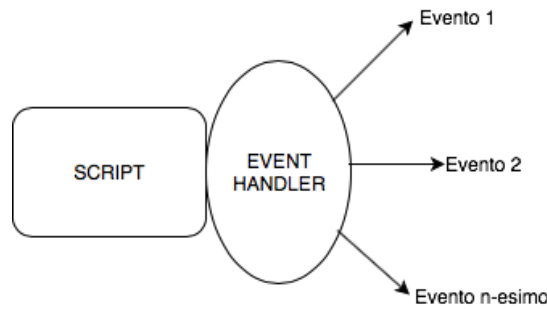 Evento 1
SCRIPT
EVENT
HANDLER
Evento 2
Evento n-esimo